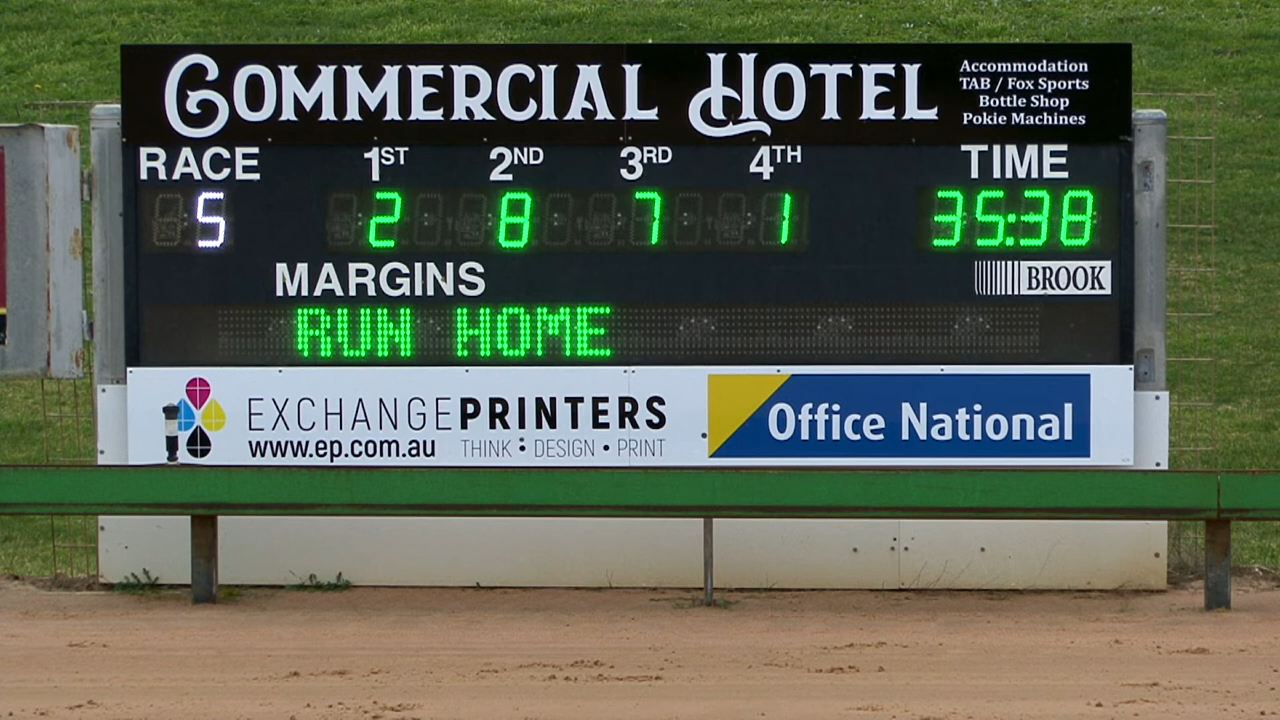 COMMERCIAL HOTEL
Accommodation
TAB / Fox Sports
Bottle Shop
Pokie Machines
RACE 1ST 2ND 3RD 4TH TIME
5 2 8 7 1 35:38
MARGINS
BROOK
RUN HOME
EXCHANGEPRINTERS
www.ep.com.au THINK • DESIGN • PRINT
Office National